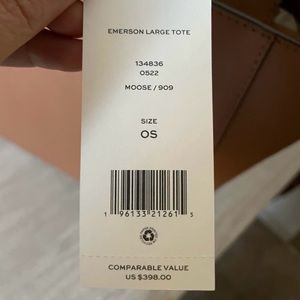 EMERSON LARGE TOTE
134836
0522
MOOSE / 909
SIZE
OS
1 96133 21261 5
COMPARABLE VALUE
US $398.00